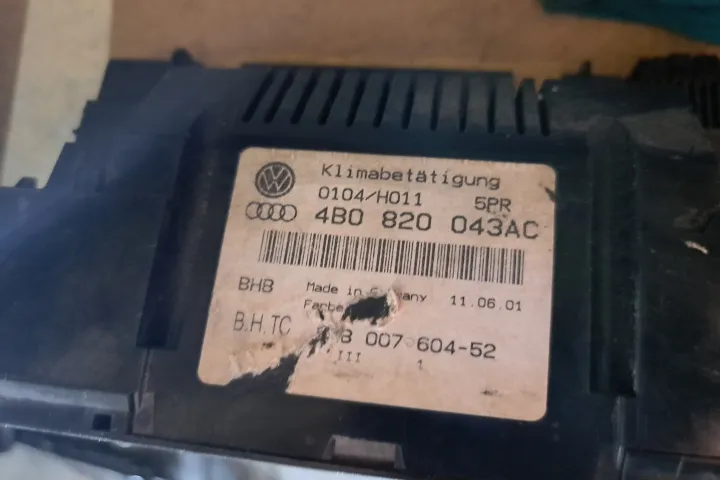 Klimabetätigung
0104/H011 5PR
4B0 820 043AC
BHB Made in Germany 11.06.01
Farbe
B.H.TC 007 604-52
III 1